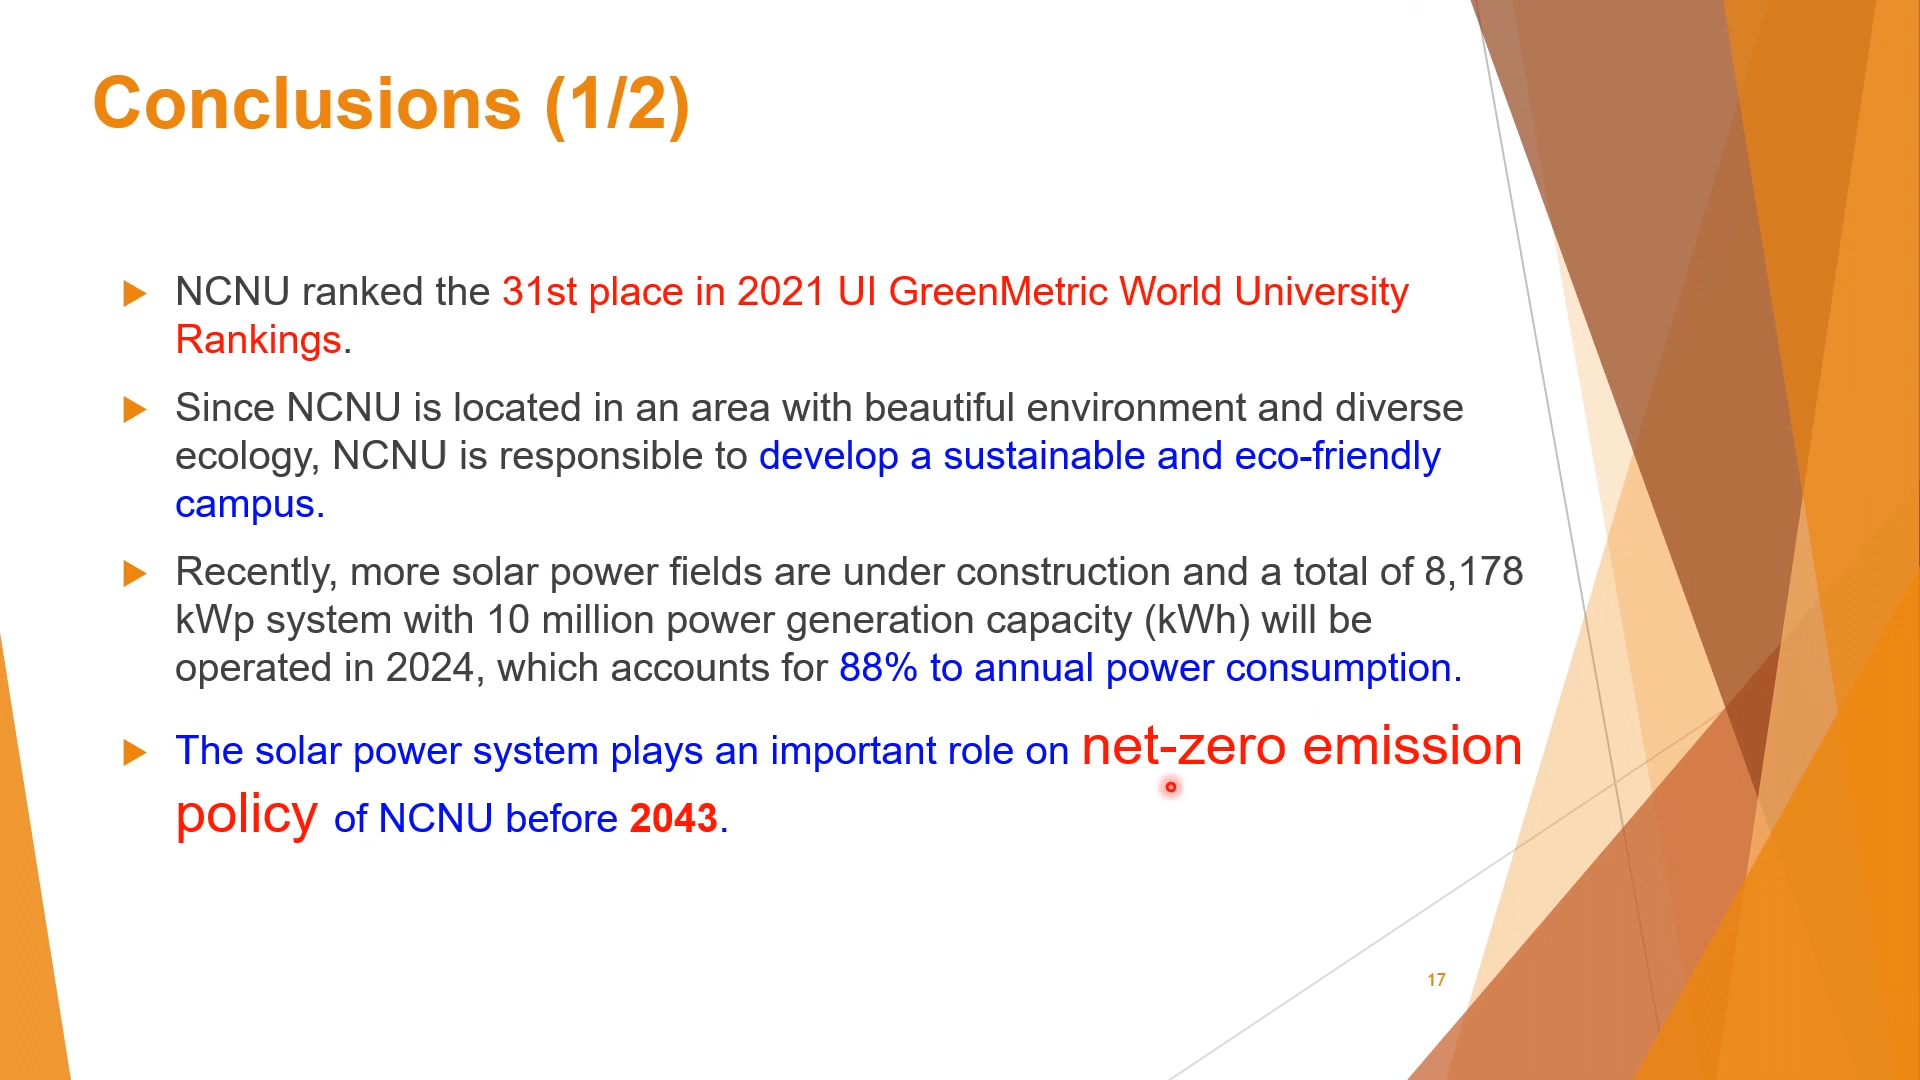 Conclusions (1/2)
NCNU ranked the 31st place in 2021 UI GreenMetric World University
Rankings.
Since NCNU is located in an area with beautiful environment and diverse
ecology, NCNU is responsible to develop a sustainable and eco-friendly
campus.
Recently, more solar power fields are under construction and a total of 8,178
kWp system with 10 million power generation capacity (kWh) will be
operated in 2024, which accounts for 88% to annual power consumption.
The solar power system plays an important role on net-zero emission
policy of NCNU before 2043.
17